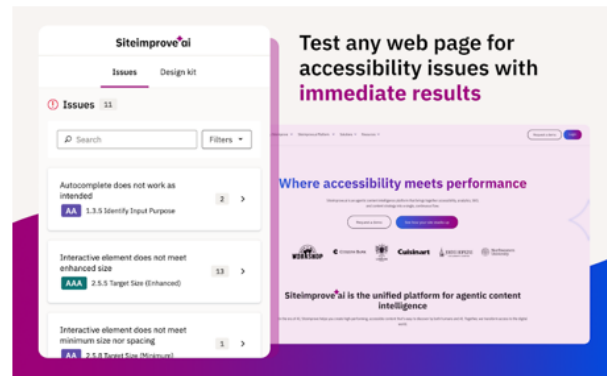 Siteimprove.ai
Issues Design kit
Issues 11
Search
Filters
Autocomplete does not work as
intended
AA 1.3.5 Identify Input Purpose
2
Interactive element does not meet
enhanced size
AAA 2.5.5 Target Size (Enhanced)
13
Interactive element does not meet
minimum size nor spacing
AA 2.5.8 Target Size (Minimum)
1
Test any web page for
accessibility issues with
immediate results
Where accessibility meets performance
WORKSHOP
Cuisinart
Siteimprove.ai is the unified platform for agentic content
intelligence